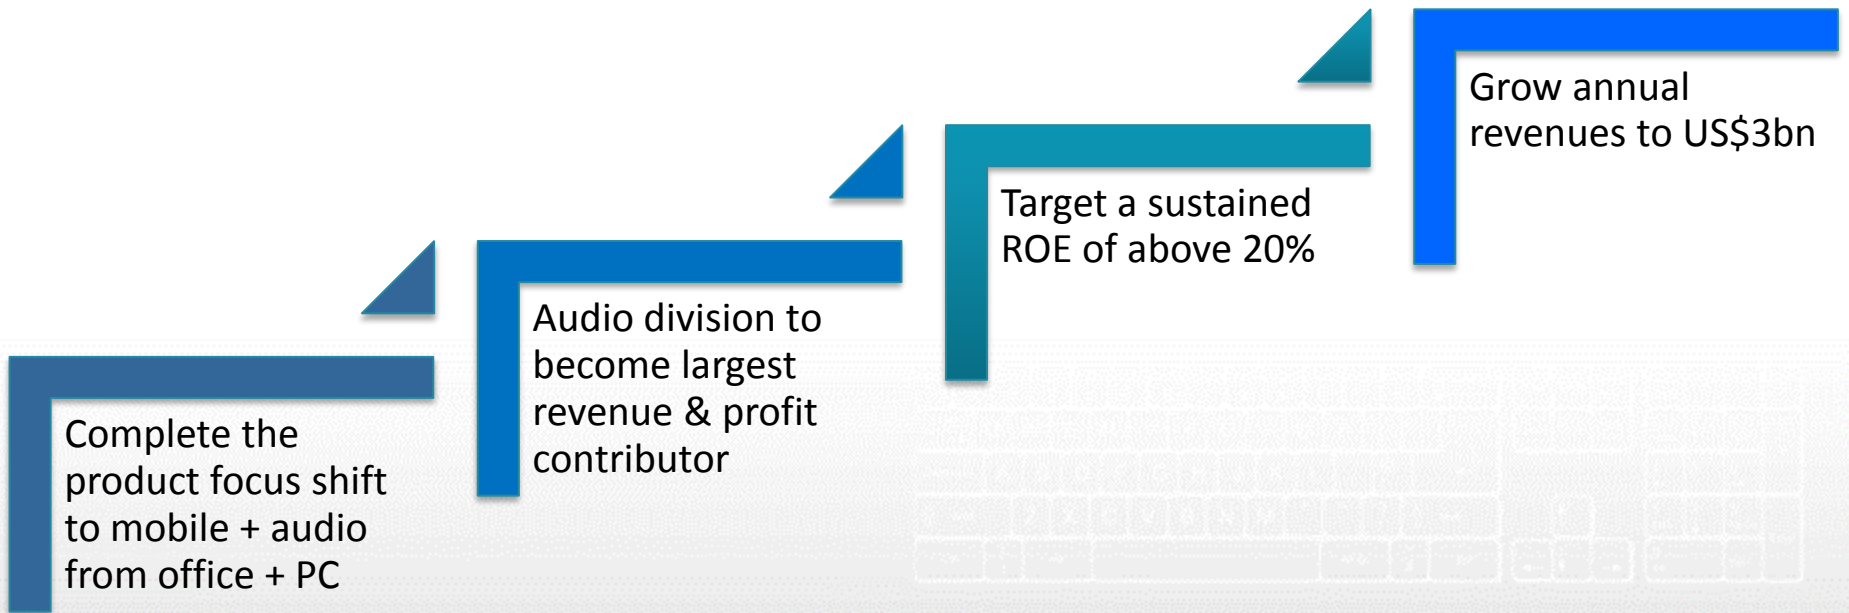 Grow annual
revenues to US$3bn
Target a sustained
ROE of above 20%
Audio division to
become largest
revenue & profit
contributor
Complete the
product focus shift
to mobile + audio
from office + PC